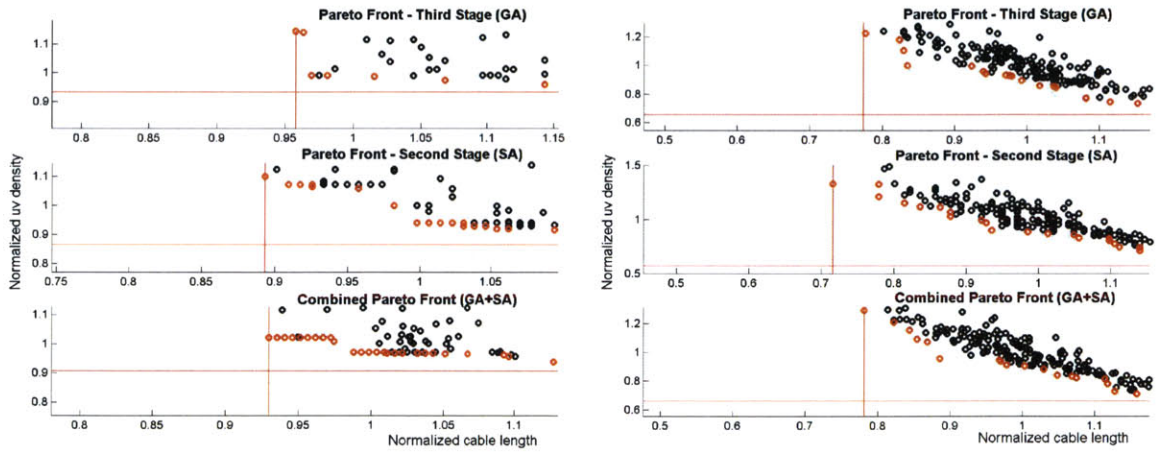 Pareto Front - Third Stage (GA)
1.1
1
0.9
0.8 0.85 0.9 0.95 1 1.05 1.1 1.15
Pareto Front - Second Stage (SA)
1.1
1
0.9
0.8
0.75 0.8 0.85 0.9 0.95 1 1.05
Combined Pareto Front (GA+SA)
1.1
1
0.9
0.8
0.8 0.85 0.9 0.95 1 1.05 1.1
Normalized uv density
Normalized cable length
Pareto Front - Third Stage (GA)
1.2
1
0.8
0.6
0.5 0.6 0.7 0.8 0.9 1 1.1
Pareto Front - Second Stage (SA)
1.5
1
0.5
0.5 0.6 0.7 0.8 0.9 1 1.1
Combined Pareto Front (GA+SA)
1.2
1
0.8
0.6
0.5 0.6 0.7 0.8 0.9 1 1.1
Normalized uv density
Normalized cable length